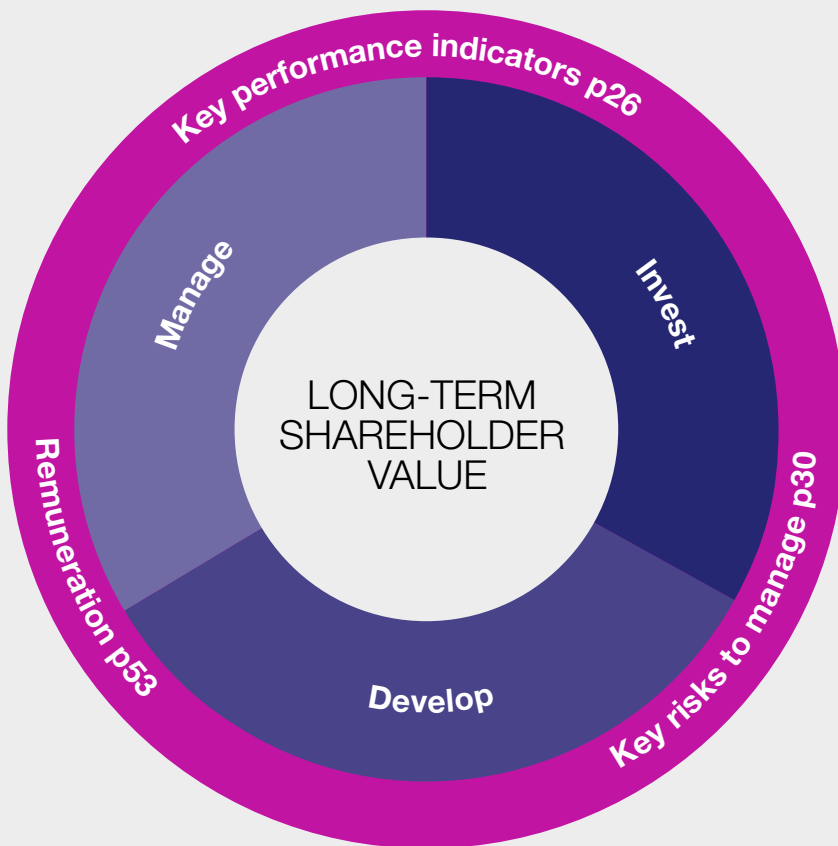 Key performance indicators p26
Manage
Invest
LONG-TERM
SHAREHOLDER
VALUE
Remuneration p53
Key risks to manage p30
Develop